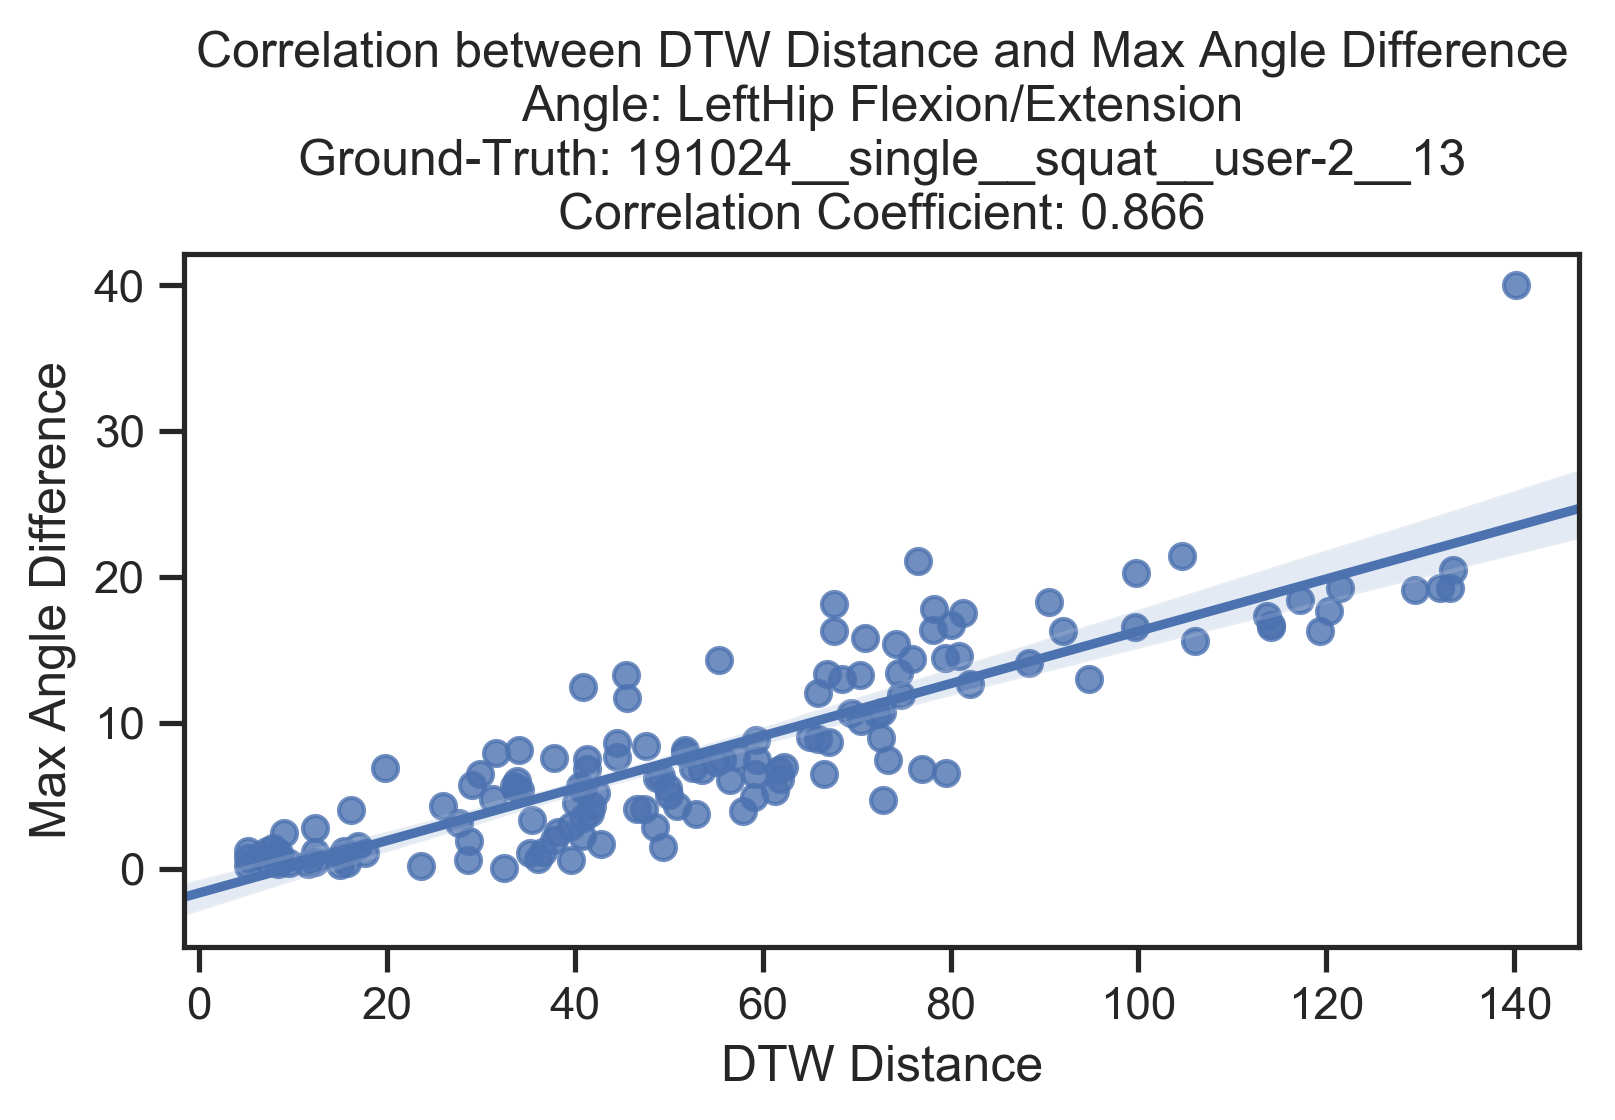 Correlation between DTW Distance and Max Angle Difference
Angle: LeftHip Flexion/Extension
Ground-Truth: 191024__single__squat__user-2__13
Correlation Coefficient: 0.866
40
30
20
10
0
Max Angle Difference
0 20 40 60 80 100 120 140
DTW Distance